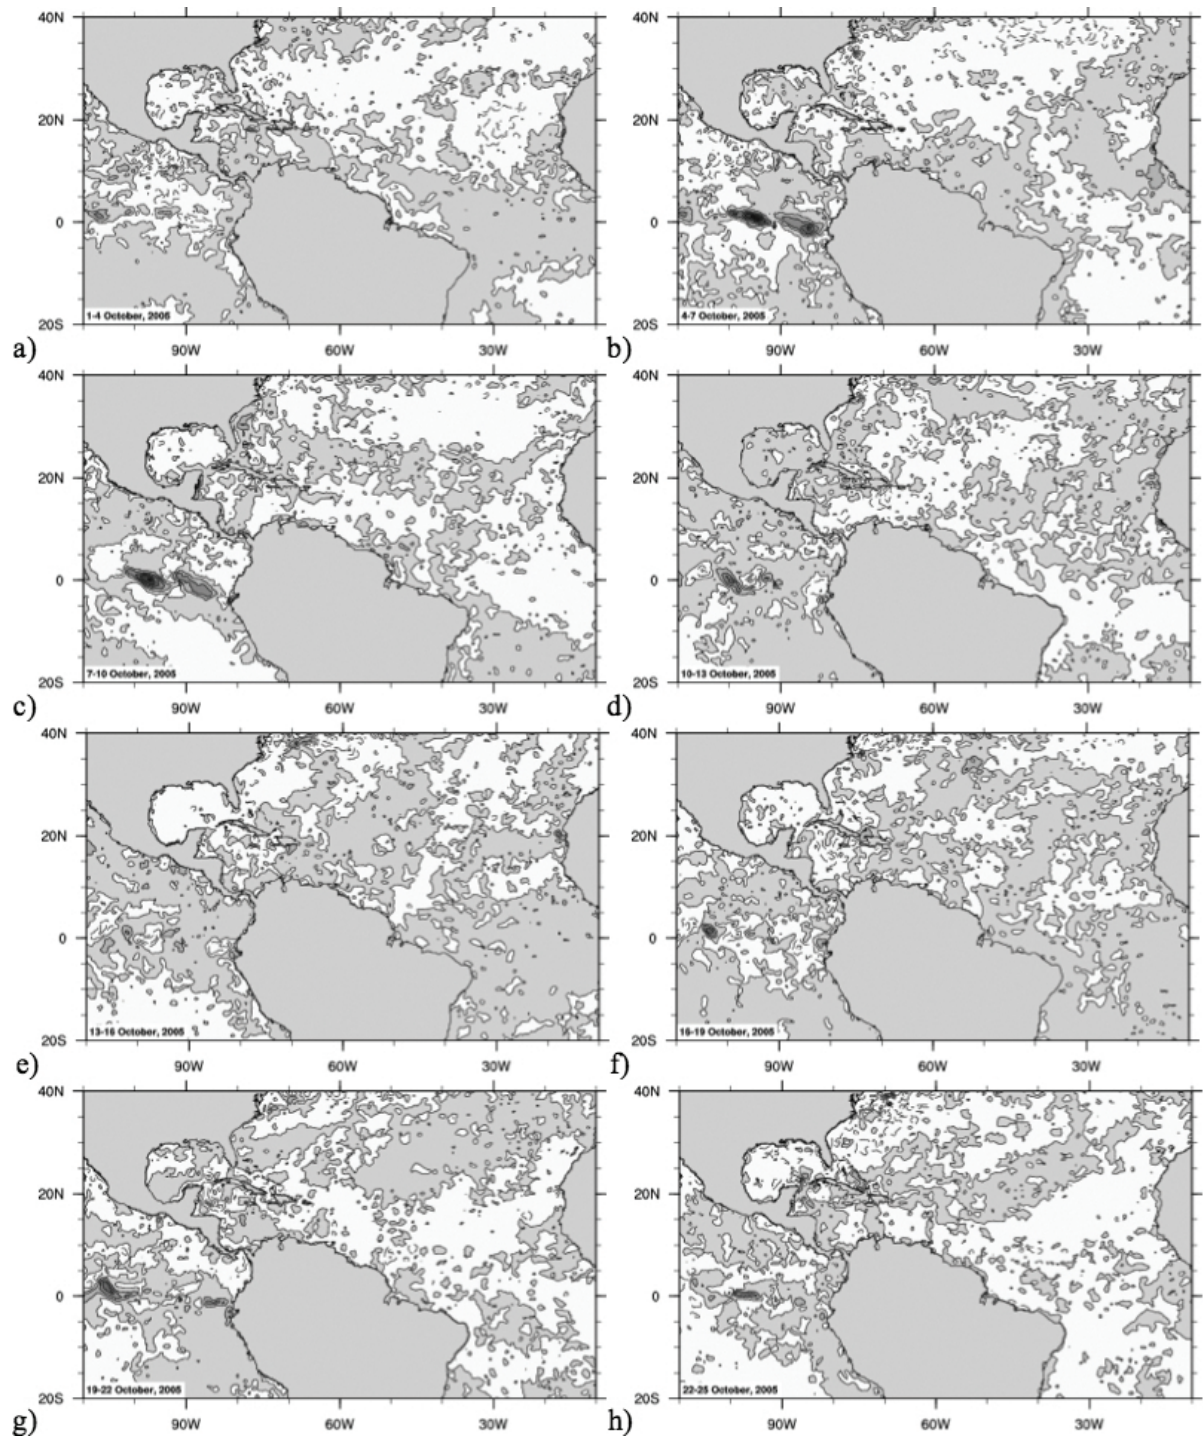 40N 40N
20N 20N
0 0
20S 1-4 October, 2005 20S 4-7 October, 2005
a) 90W 60W 30W b) 90W 60W 30W
40N 40N
20N 20N
0 0
20S 7-10 October, 2005 20S 10-13 October, 2005
c) 90W 60W 30W d) 90W 60W 30W
40N 40N
20N 20N
0 0
20S 13-16 October, 2005 20S 16-19 October, 2005
e) 90W 60W 30W f) 90W 60W 30W
40N 40N
20N 20N
0 0
20S 19-22 October, 2005 20S 22-25 October, 2005
g) 90W 60W 30W h) 90W 60W 30W